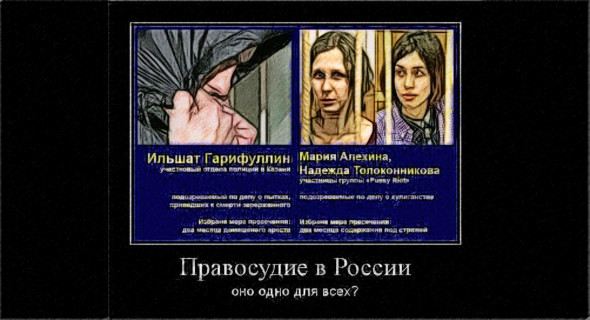 Ильшат Гарифуллин
участковый отдела полиции в Казани
подозреваемый по делу о пытках,
приведших к смерти задержанного
Избрана мера пресечения:
два месяца домашнего ареста
Мария Алехина,
Надежда Толоконникова
участницы группы «Pussy Riot»
подозреваемые по делу о хулиганстве
Избрана мера пресечения:
два месяца содержания под стражей
Правосудие в России
оно одно для всех?